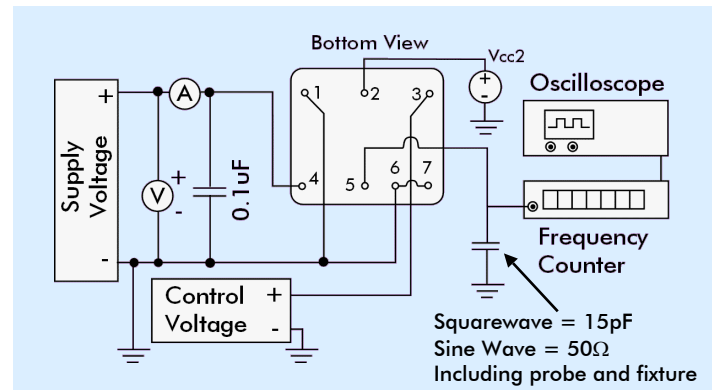 Bottom View
Vcc2
+
-
Oscilloscope
+
A
1
2
3
Supply
Voltage
V
+
-
0.1uF
4
5
6
7
-
Frequency
Counter
Control
Voltage
+
-
Squarewave = 15pF
Sine Wave = 50Ω
Including probe and fixture